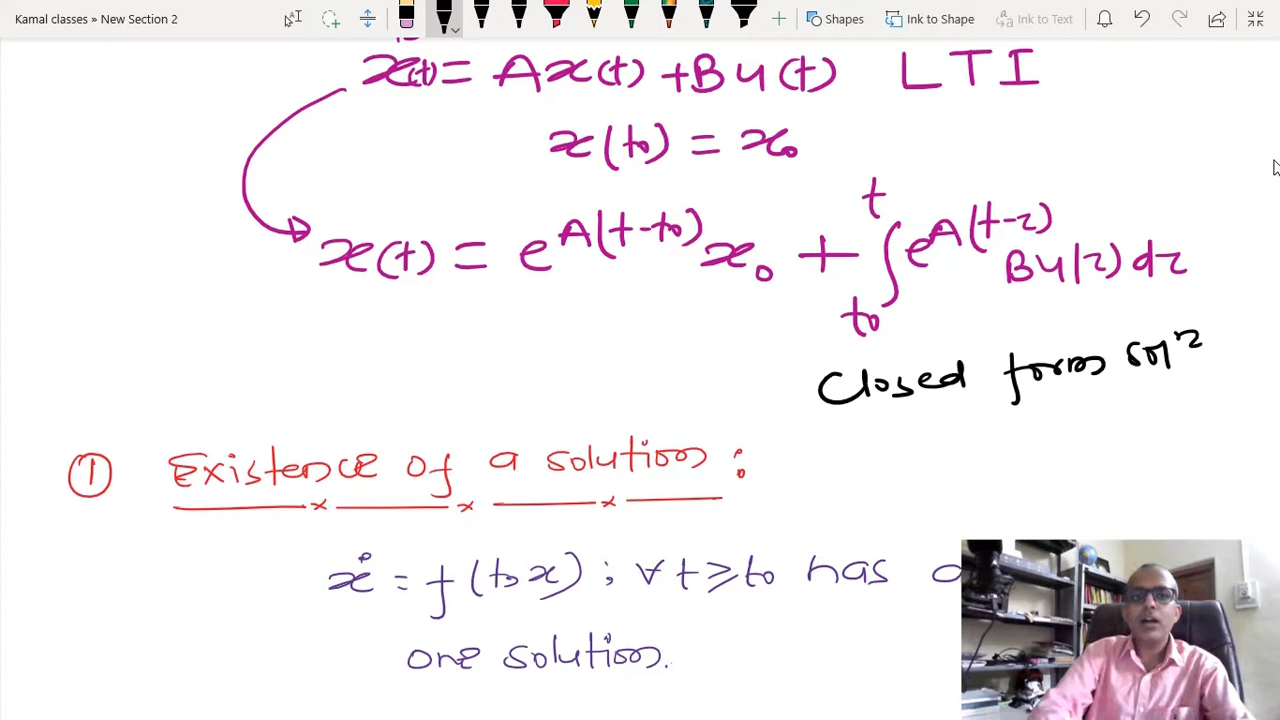 Kamal classes » New Section 2
Shapes
Ink to Shape
Ink to Text
ẋ(t) = Ax(t) + Bu(t) LTI
x(t₀) = x₀
x(t) = e^{A(t-t₀)} x₀ + ∫_{t₀}^{t} e^{A(t-τ)} Bu(τ) dτ
Closed form solⁿ
① Existence of a solution :
ẋ = f(t, x) ; ∀ t ≥ t₀ has
one solution.